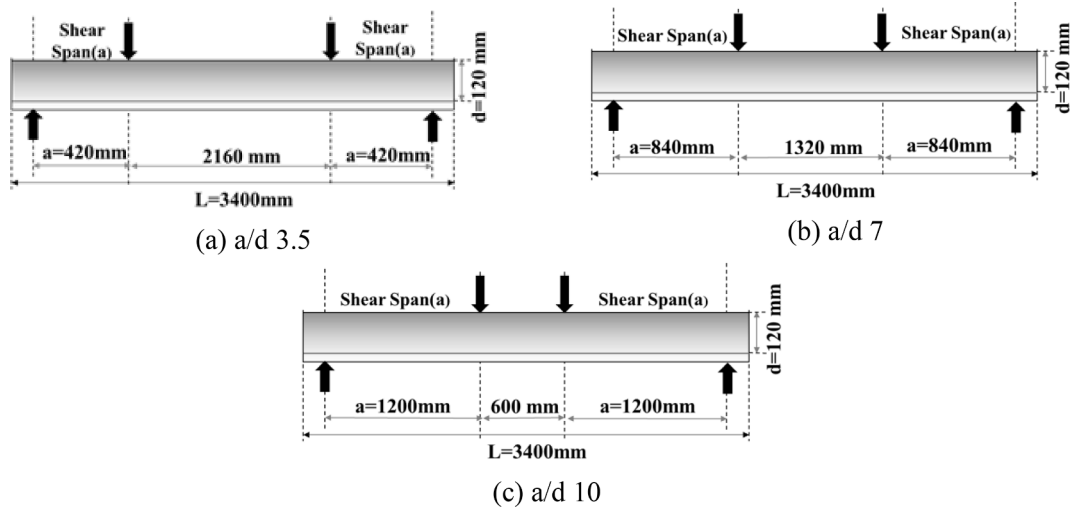 Shear
Span(a)
Shear
Span(a)
d=120 mm
a=420mm
2160 mm
a=420mm
L=3400mm
(a) a/d 3.5
Shear Span(a)
Shear Span(a)
d=120 mm
a=840mm
1320 mm
a=840mm
L=3400mm
(b) a/d 7
Shear Span(a)
Shear Span(a)
d=120 mm
a=1200mm
600 mm
a=1200mm
L=3400mm
(c) a/d 10